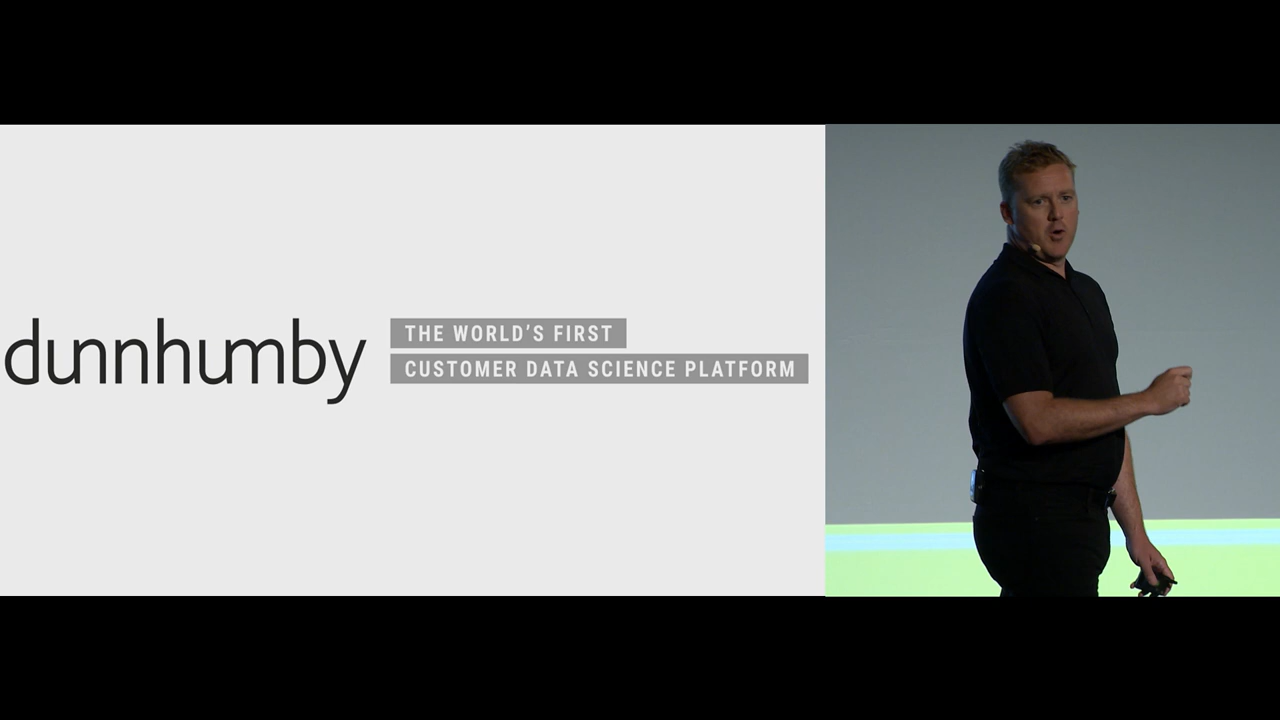 dunnhumby
THE WORLD’S FIRST
CUSTOMER DATA SCIENCE PLATFORM